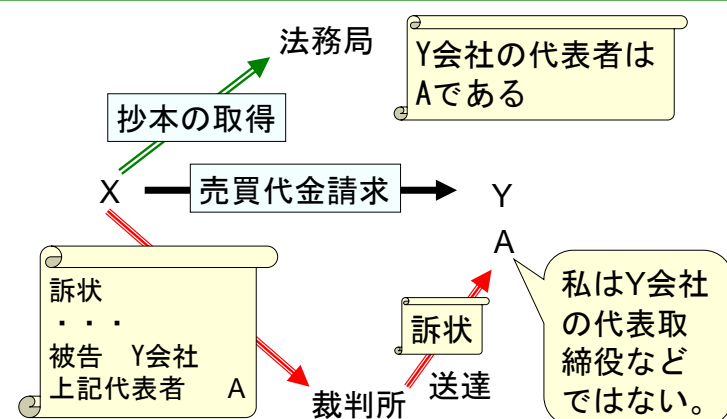 法務局
Y会社の代表者は
Aである
抄本の取得
X
売買代金請求
Y
A
訴状
・・・
被告　Y会社
上記代表者　　A
訴状
送達
裁判所
私はY会社
の代表取
締役など
ではない。